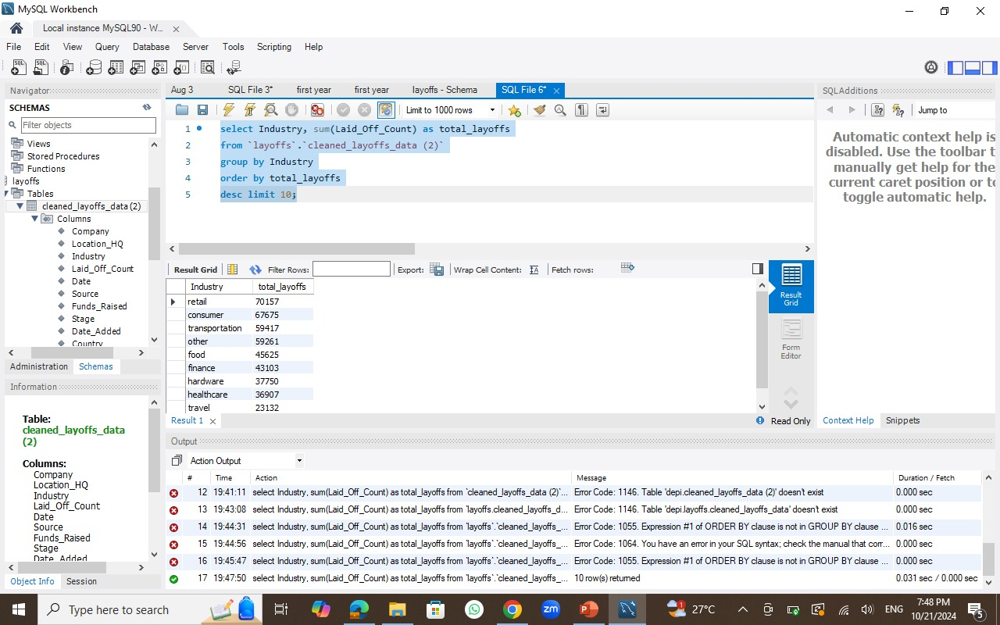 MySQL Workbench
Local instance MySQL90 - W...
File Edit View Query Database Server Tools Scripting Help
Navigator
SCHEMAS
Filter objects
Views
Stored Procedures
Functions
layoffs
Tables
cleaned_layoffs_data (2)
Columns
Company
Location_HQ
Industry
Laid_Off_Count
Date
Source
Funds_Raised
Stage
Date_Added
Country
Administration Schemas
Information
Table:
cleaned_layoffs_data
(2)
Columns:
Company
Location_HQ
Industry
Laid_Off_Count
Date
Source
Funds_Raised
Stage
Date_Added
Object Info Session
Aug 3 SQL File 3* first year first year layoffs - Schema SQL File 6*
Limit to 1000 rows
1 select Industry, sum(Laid_Off_Count) as total_layoffs
2 from `layoffs`.`cleaned_layoffs_data (2)`
3 group by Industry
4 order by total_layoffs
5 desc limit 10;
Result Grid Filter Rows: Export: Wrap Cell Content: Fetch rows:
Industry total_layoffs
retail 70157
consumer 67675
transportation 59417
other 59261
food 45625
finance 43103
hardware 37750
healthcare 36907
travel 23132
Result Grid
Form Editor
Result 1
Read Only
SQLAdditions
Jump to
Automatic context help is
disabled. Use the toolbar t
manually get help for the
current caret position or to
toggle automatic help.
Context Help Snippets
Output
Action Output
# Time Action Message Duration / Fetch
12 19:41:11 select Industry, sum(Laid_Off_Count) as total_layoffs from `cleaned_layoffs_data (2)`... Error Code: 1146. Table 'depi.cleaned_layoffs_data (2)' doesn't exist 0.000 sec
13 19:43:08 select Industry, sum(Laid_Off_Count) as total_layoffs from `layoffs.cleaned_layoffs_d... Error Code: 1146. Table 'depi.layoffs.cleaned_layoffs_data' doesn't exist 0.000 sec
14 19:44:31 select Industry, sum(Laid_Off_Count) as total_layoffs from `layoffs`.`cleaned_layoffs_... Error Code: 1055. Expression #1 of ORDER BY clause is not in GROUP BY clause ... 0.016 sec
15 19:44:56 select Industry, sum(Laid_Off_Count) as total_layoffs from `layoffs`.`cleaned_layoffs_... Error Code: 1064. You have an error in your SQL syntax; check the manual that corr... 0.000 sec
16 19:45:47 select Industry, sum(Laid_Off_Count) as total_layoffs from `layoffs`.`cleaned_layoffs_... Error Code: 1055. Expression #1 of ORDER BY clause is not in GROUP BY clause ... 0.000 sec
17 19:47:50 select Industry, sum(Laid_Off_Count) as total_layoffs from `layoffs`.`cleaned_layoffs_... 10 row(s) returned 0.031 sec / 0.000 sec
Type here to search
zm
1
27°C
ENG
7:48 PM
10/21/2024
5